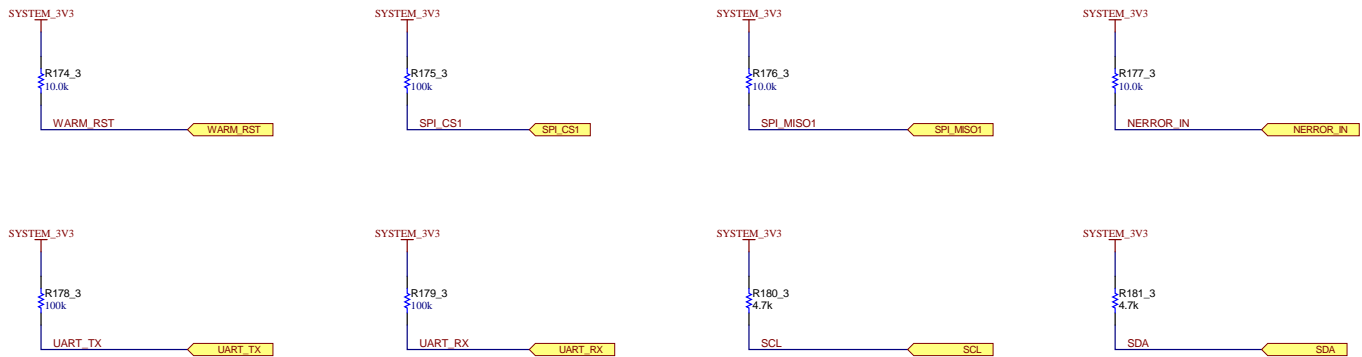 SYSTEM_3V3
R174_3
10.0k
WARM_RST
WARM_RST
SYSTEM_3V3
R175_3
100k
SPI_CS1
SPI_CS1
SYSTEM_3V3
R176_3
10.0k
SPI_MISO1
SPI_MISO1
SYSTEM_3V3
R177_3
10.0k
NERROR_IN
NERROR_IN
SYSTEM_3V3
R178_3
100k
UART_TX
UART_TX
SYSTEM_3V3
R179_3
100k
UART_RX
UART_RX
SYSTEM_3V3
R180_3
4.7k
SCL
SCL
SYSTEM_3V3
R181_3
4.7k
SDA
SDA